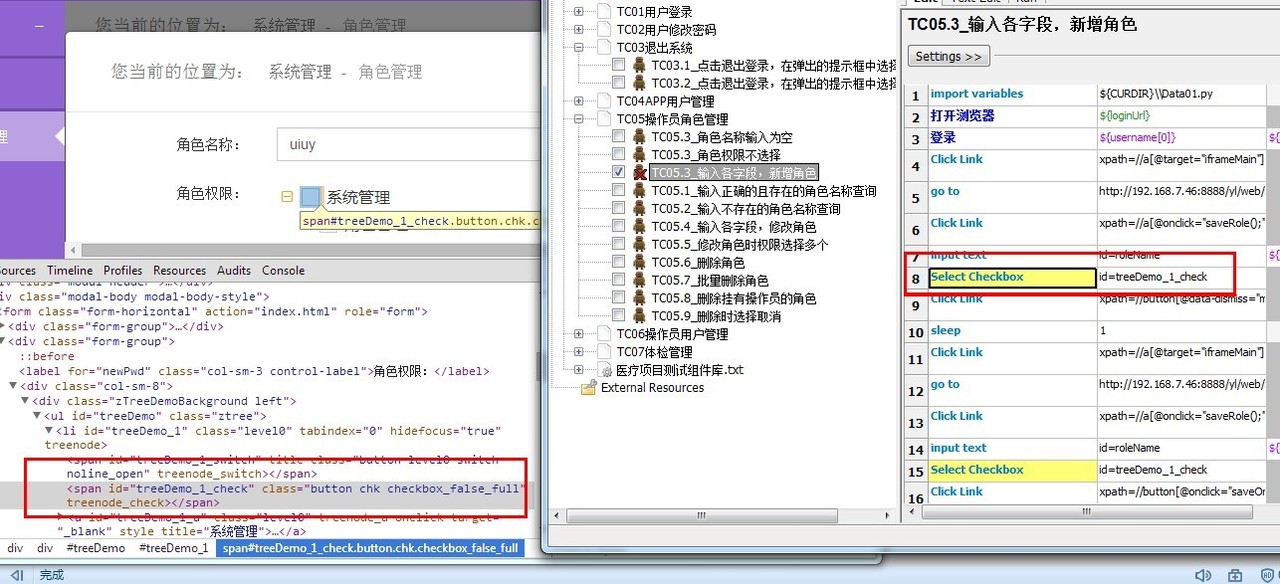 您当前的位置为： 系统管理 - 角色管理
您当前的位置为： 系统管理 - 角色管理
理
角色名称：
uiuy
角色权限：
系统管理
span#treeDemo_1_check.button.chk.c
ources Timeline Profiles Resources Audits Console
iv class="modal-header">…</div>
iv class="modal-body modal-body-style">
form class="form-horizontal" action="index.html" role="form">
<div class="form-group">…</div>
<div class="form-group">
::before
<label for="newPwd" class="col-sm-3 control-label">角色权限：</label>
<div class="col-sm-8">
<div class="zTreeDemoBackground left">
<ul id="treeDemo" class="ztree">
<li id="treeDemo_1" class="level0" tabindex="0" hidefocus="true"
treenode>
<span id="treeDemo_1_switch" title class="button level0 switch
noline_open" treenode_switch></span>
<span id="treeDemo_1_check" class="button chk checkbox_false_full"
treenode_check></span>
<a id="treeDemo_1_a" class="level0" treenode_a onclick target=
"_blank" style title="系统管理">…</a>
div div #treeDemo #treeDemo_1 span#treeDemo_1_check.button.chk.checkbox_false_full
完成
TC01用户登录
TC02用户修改密码
TC03退出系统
TC03.1_点击退出登录，在弹出的提示框中选择
TC03.2_点击退出登录，在弹出的提示框中选择
TC04APP用户管理
TC05操作员角色管理
TC05.3_角色名称输入为空
TC05.3_角色权限不选择
TC05.3_输入各字段，新增角色
TC05.1_输入正确的且存在的角色名称查询
TC05.2_输入不存在的角色名称查询
TC05.4_输入各字段，修改角色
TC05.5_修改角色时权限选择多个
TC05.6_删除角色
TC05.7_批量删除角色
TC05.8_删除挂有操作员的角色
TC05.9_删除时选择取消
TC06操作员用户管理
TC07体检管理
医疗项目测试组件库.txt
External Resources
Edit Text Edit Run
TC05.3_输入各字段，新增角色
Settings >>
1 import variables ${CURDIR}\\Data01.py
2 打开浏览器 ${loginUrl}
3 登录 ${username[0]} ${
4 Click Link xpath=//a[@target="iframeMain"]
5 go to http://192.168.7.46:8888/yl/web/
6 Click Link xpath=//a[@onclick="saveRole();"
7 input text id=roleName ${
8 Select Checkbox id=treeDemo_1_check
9 Click Link xpath=//button[@data-dismiss="m
10 sleep 1
11 Click Link xpath=//a[@target="iframeMain"]
12 go to http://192.168.7.46:8888/yl/web/
13 Click Link xpath=//a[@onclick="saveRole();"
14 input text id=roleName ${
15 Select Checkbox id=treeDemo_1_check
16 Click Link xpath=//button[@onclick="saveOr